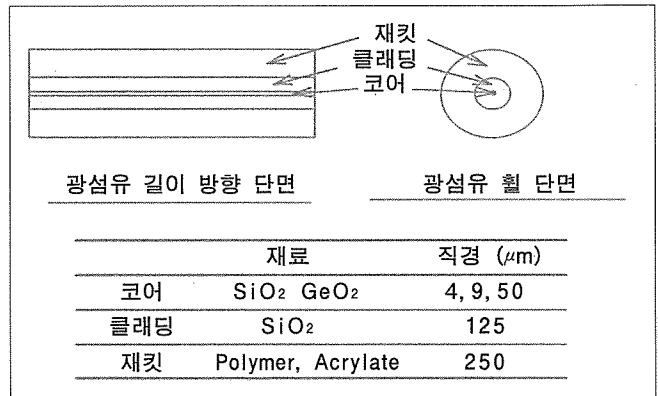 재킷
클래딩
코어
광섬유 길이 방향 단면
광섬유 횔 단면
재료 직경 (μm)
코어 SiO₂ GeO₂ 4, 9, 50
클래딩 SiO₂ 125
재킷 Polymer, Acrylate 250